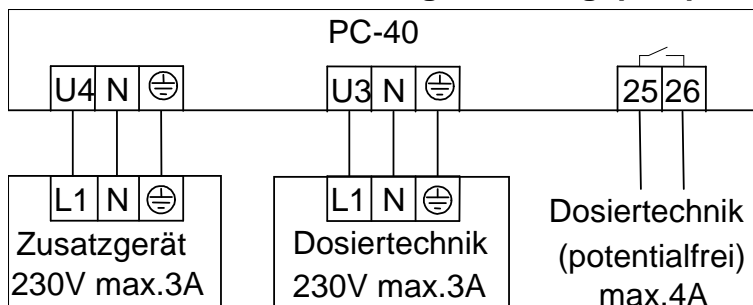 PC-40
U4 N
U3 N
25 26
L1 N
L1 N
Zusatzgerät
230V max.3A
Dosiertechnik
230V max.3A
Dosiertechnik
(potentialfrei)
max.4A